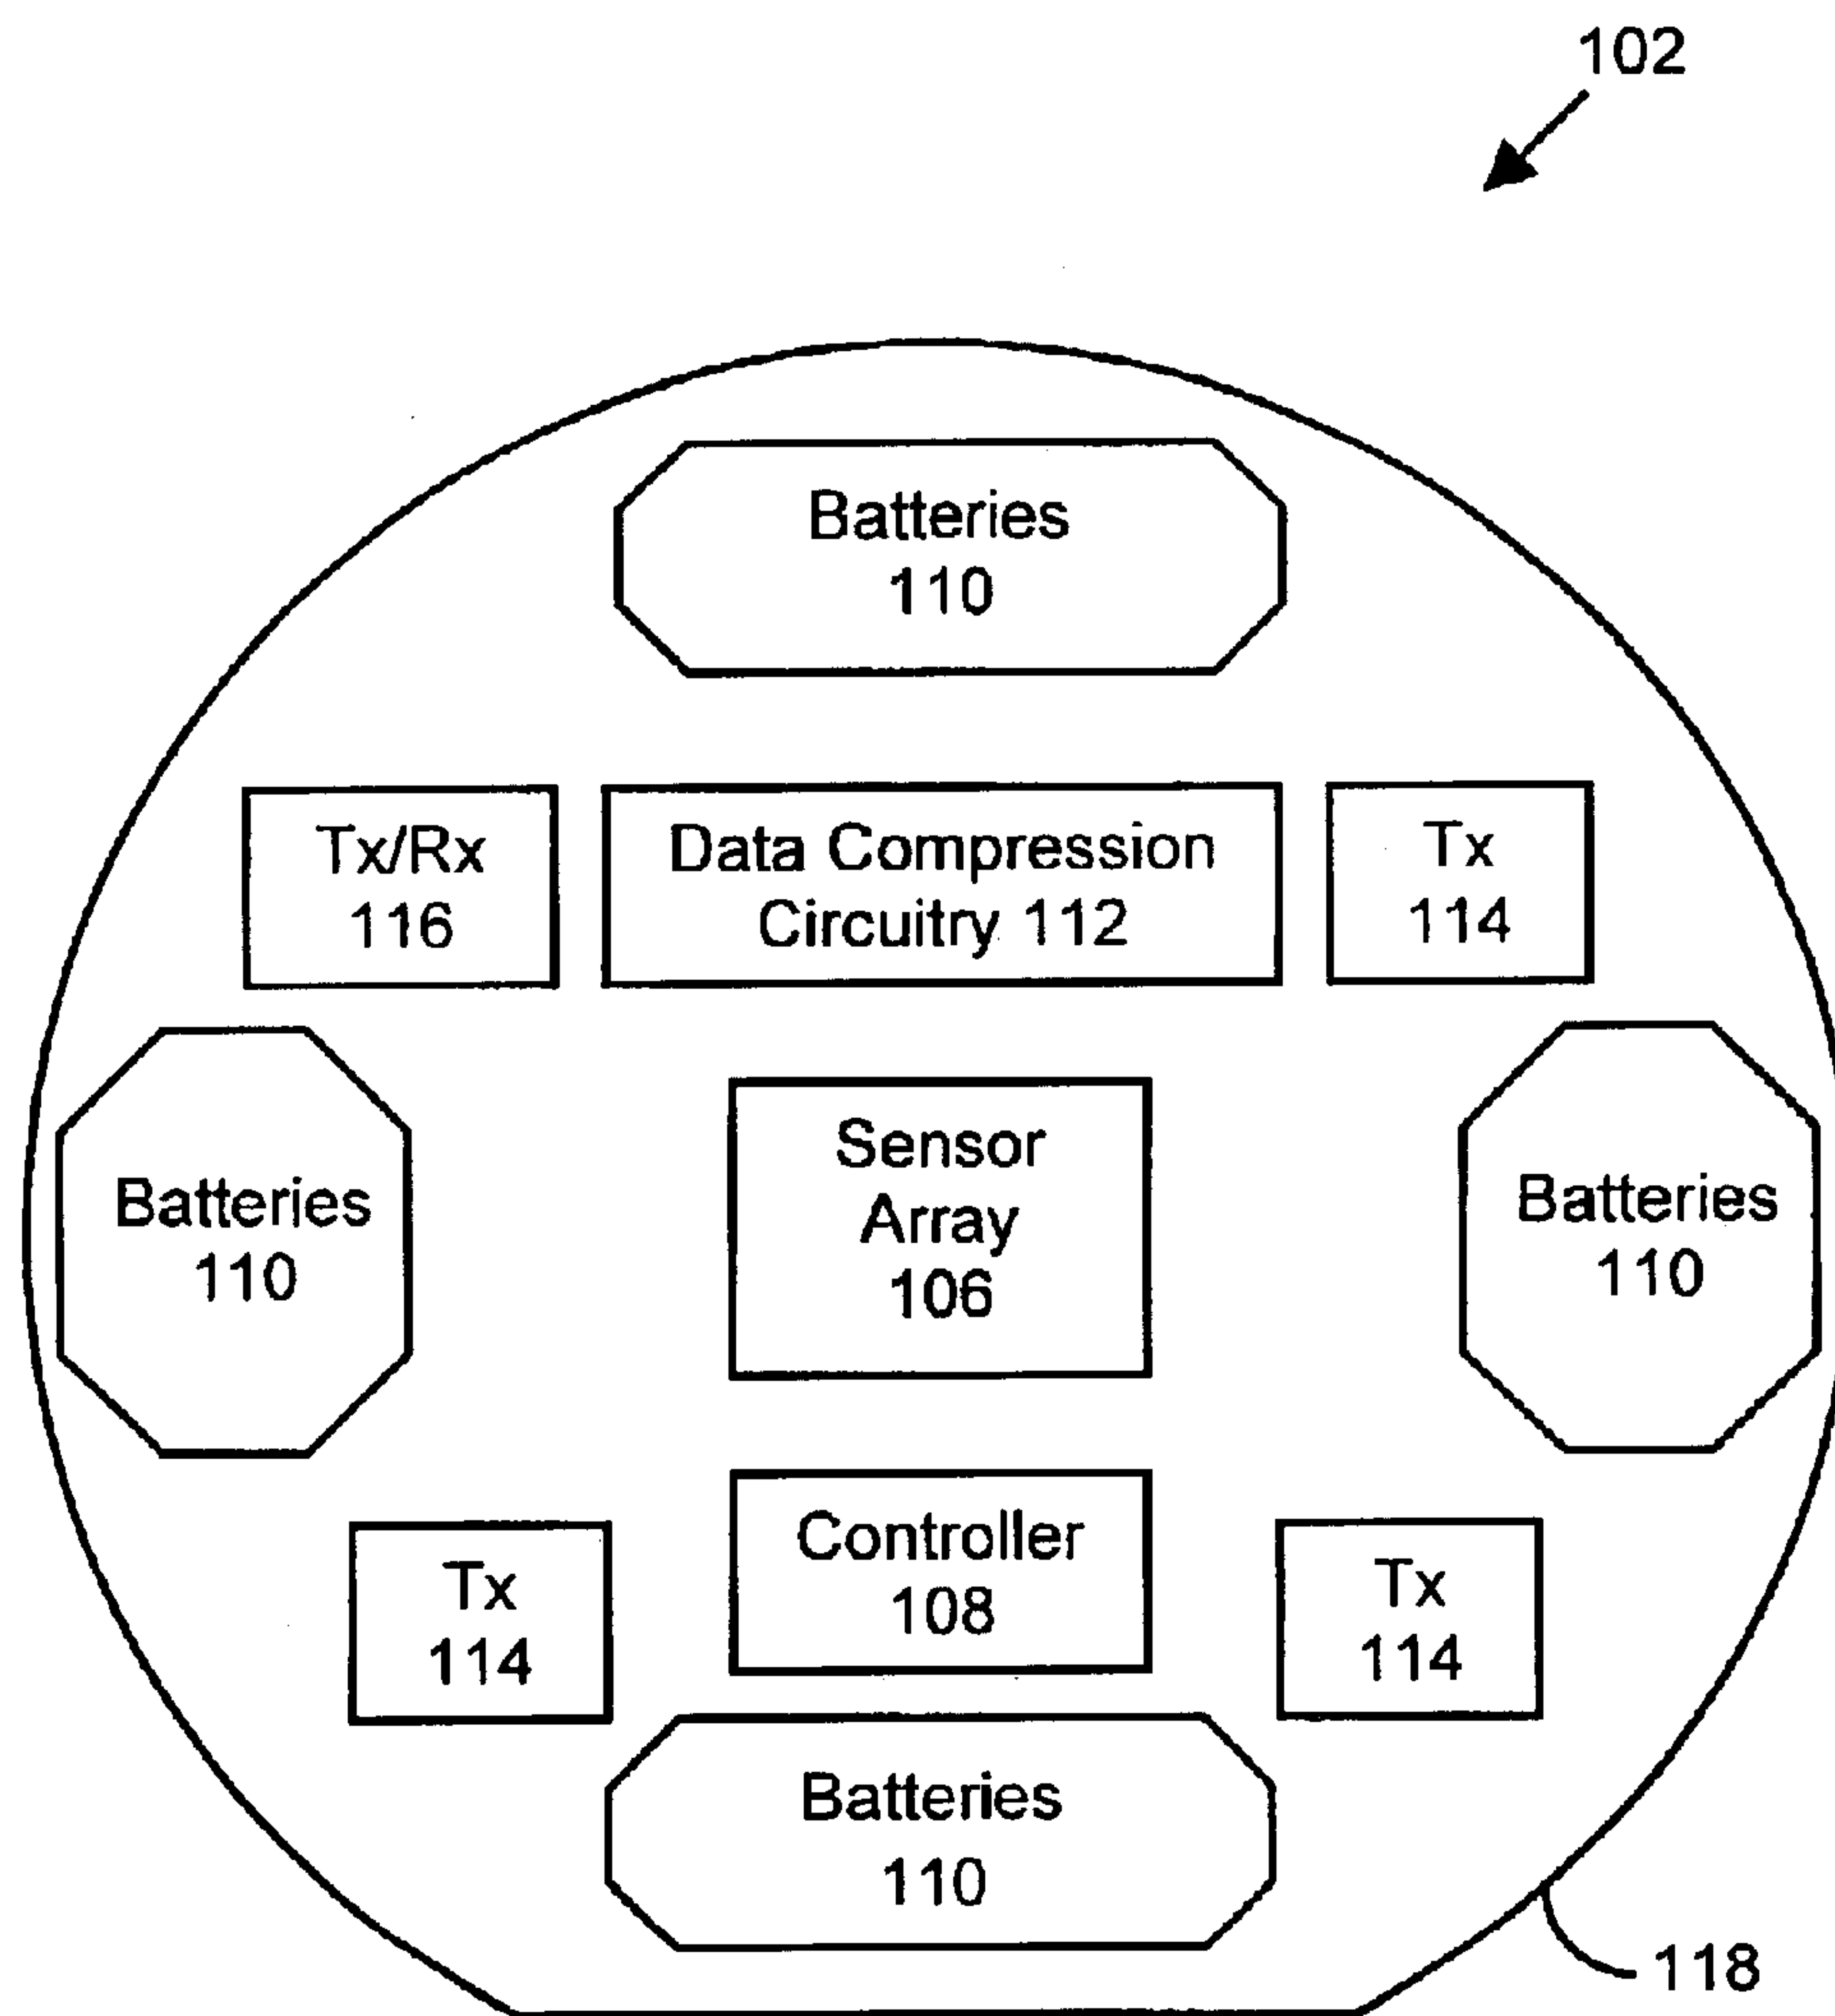 102
Batteries
110
Tx/Rx
116
Data Compression
Circuitry 112
Tx
114
Batteries
110
Sensor
Array
106
Batteries
110
Tx
114
Controller
108
Tx
114
Batteries
110
118